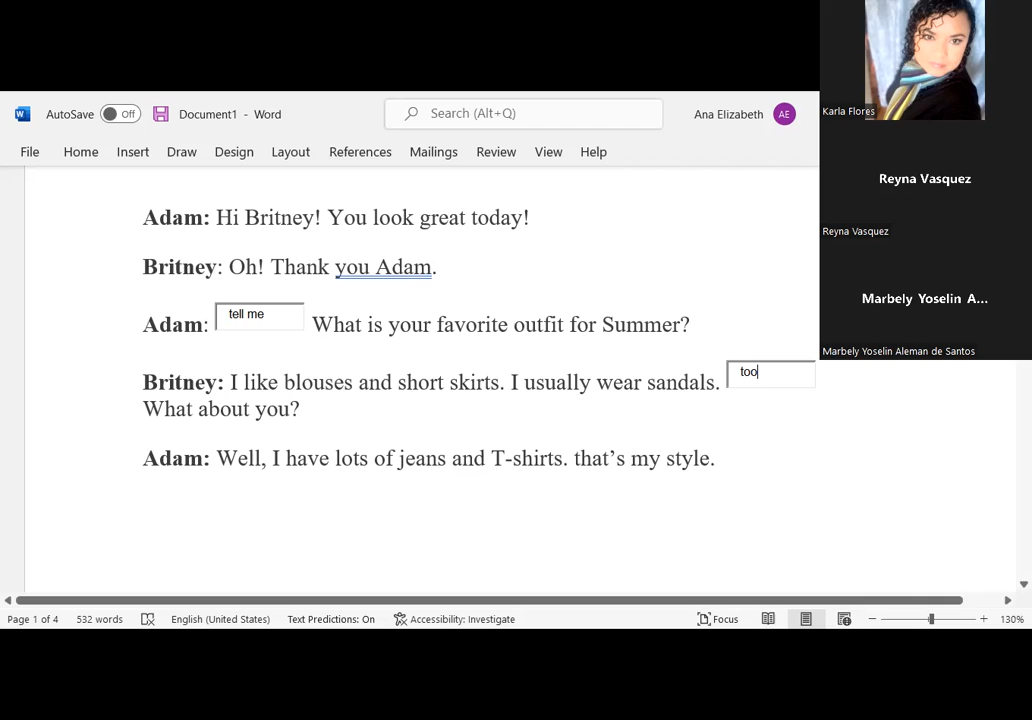 AutoSave Off Document1 - Word Search (Alt+Q) Ana Elizabeth AE
File Home Insert Draw Design Layout References Mailings Review View Help
Adam: Hi Britney! You look great today!
Britney: Oh! Thank you Adam.
Adam: tell me What is your favorite outfit for Summer?
Britney: I like blouses and short skirts. I usually wear sandals. too
What about you?
Adam: Well, I have lots of jeans and T-shirts. that’s my style.
Page 1 of 4 532 words English (United States) Text Predictions: On Accessibility: Investigate Focus 130%
Karla Flores
Reyna Vasquez
Reyna Vasquez
Marbely Yoselin A...
Marbely Yoselin Aleman de Santos